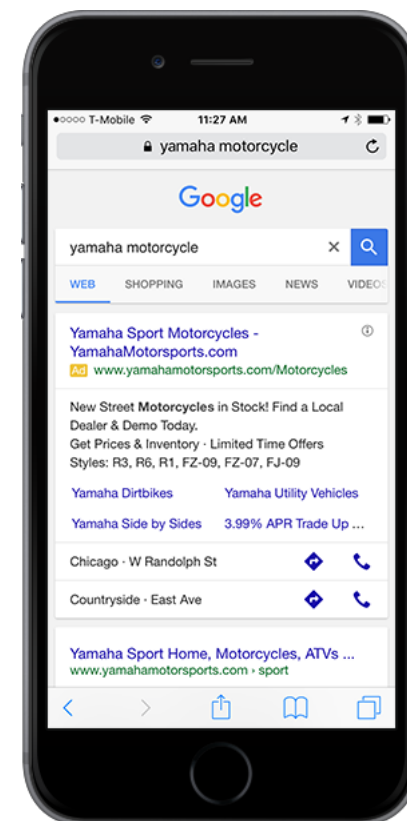 T-Mobile 11:27 AM
yamaha motorcycle
Google
yamaha motorcycle
WEB SHOPPING IMAGES NEWS VIDEOS
Yamaha Sport Motorcycles -
YamahaMotorsports.com
Ad www.yamahamotorsports.com/Motorcycles
New Street Motorcycles in Stock! Find a Local
Dealer & Demo Today.
Get Prices & Inventory · Limited Time Offers
Styles: R3, R6, R1, FZ-09, FZ-07, FJ-09
Yamaha Dirtbikes Yamaha Utility Vehicles
Yamaha Side by Sides 3.99% APR Trade Up ...
Chicago · W Randolph St
Countryside · East Ave
Yamaha Sport Home, Motorcycles, ATVs ...
www.yamahamotorsports.com › sport